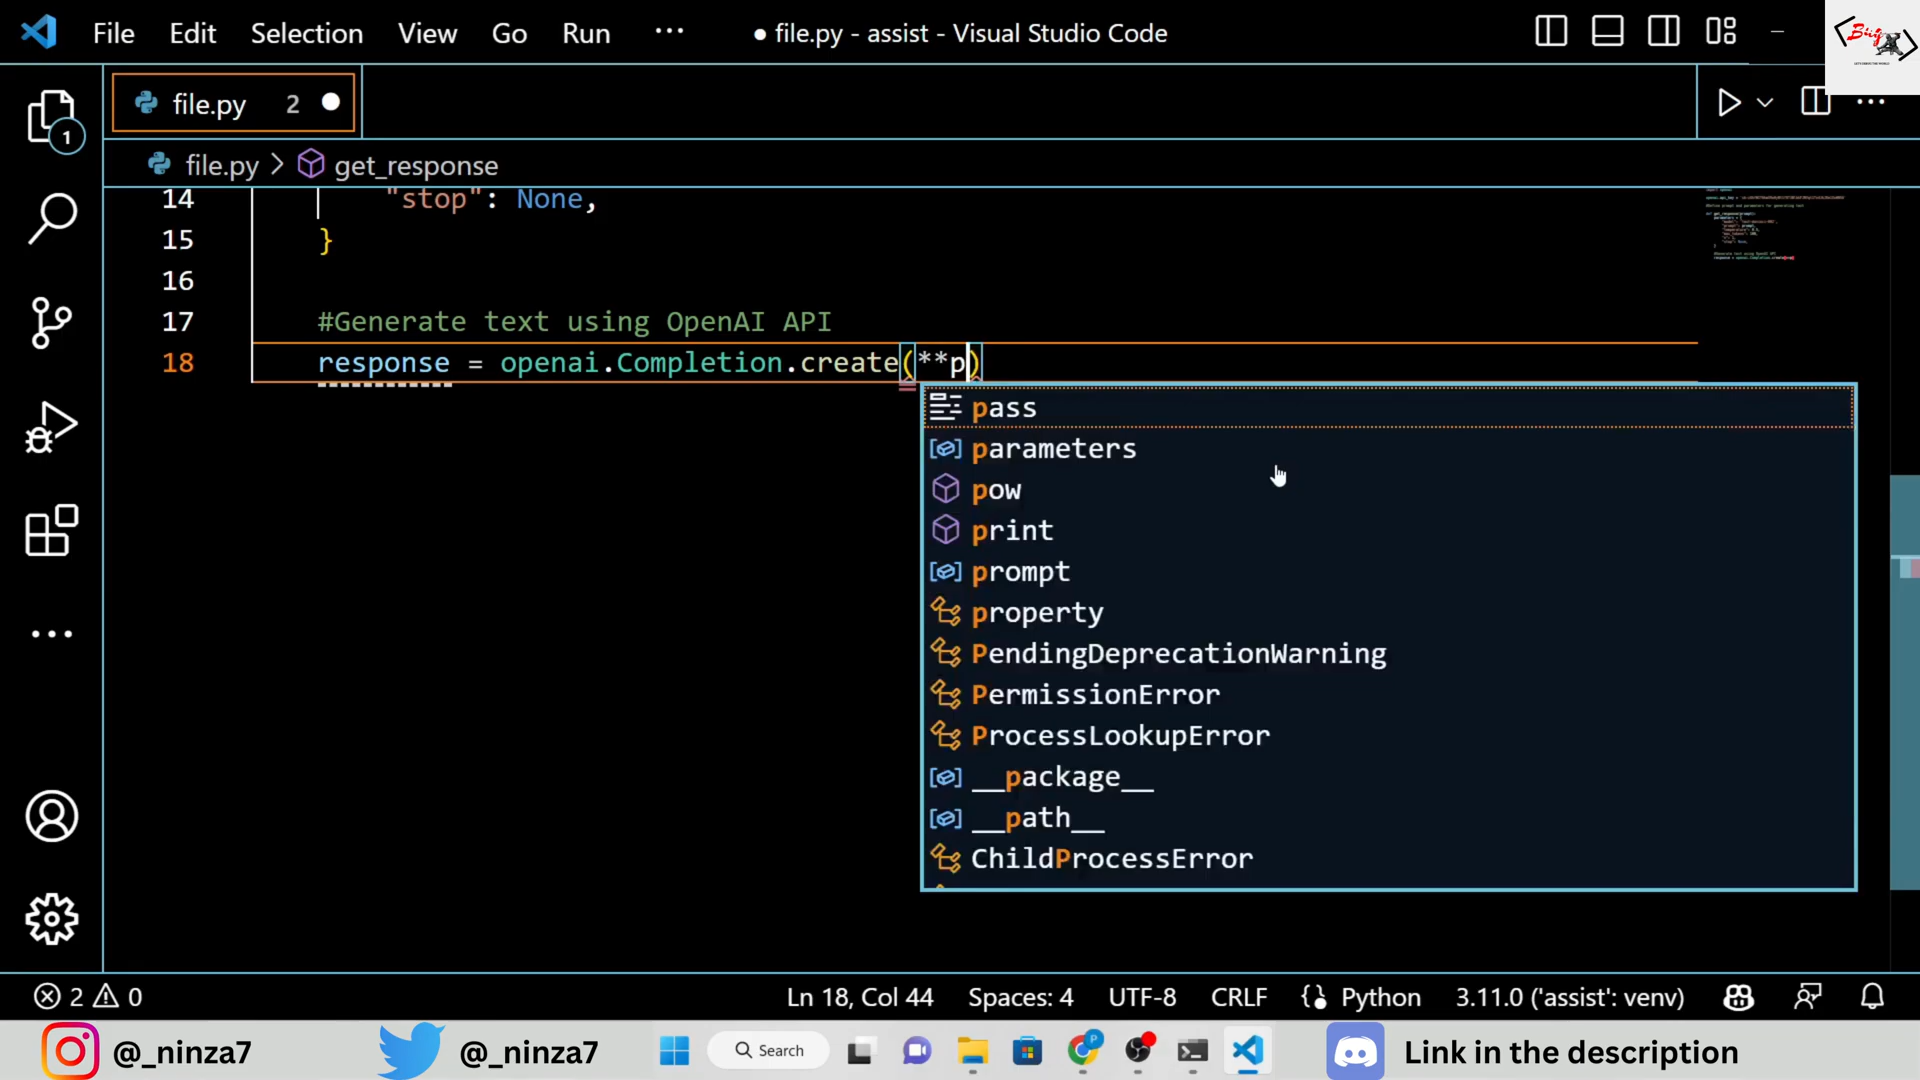 File Edit Selection View Go Run ··· ● file.py - assist - Visual Studio Code
Bug
file.py 2 ●
file.py > get_response
14 "stop": None,
15 }
16
17 #Generate text using OpenAI API
18 response = openai.Completion.create(**p)
pass
parameters
pow
print
prompt
property
PendingDeprecationWarning
PermissionError
ProcessLookupError
__package__
__path__
ChildProcessError
1
2 0 Ln 18, Col 44 Spaces: 4 UTF-8 CRLF Python 3.11.0 ('assist': venv)
@_ninza7 @_ninza7 Search Link in the description